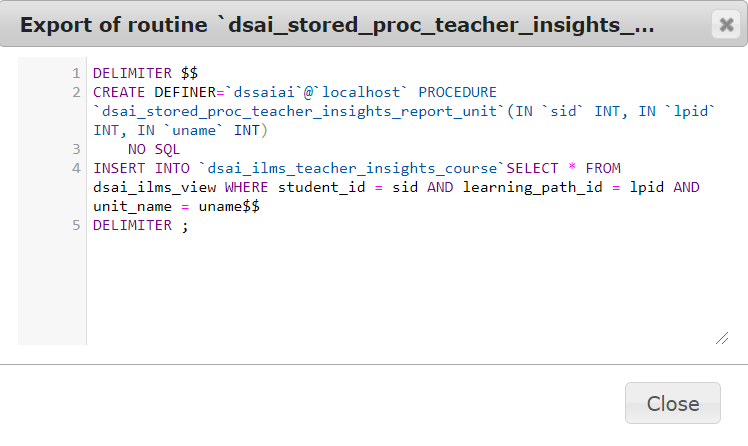 Export of routine `dsai_stored_proc_teacher_insights_...
1 DELIMITER $$
2 CREATE DEFINER=`dssaiai`@`localhost` PROCEDURE
`dsai_stored_proc_teacher_insights_report_unit`(IN `sid` INT, IN `lpid`
INT, IN `uname` INT)
3 NO SQL
4 INSERT INTO `dsai_ilms_teacher_insights_course`SELECT * FROM
dsai_ilms_view WHERE student_id = sid AND learning_path_id = lpid AND
unit_name = uname$$
5 DELIMITER ;
Close